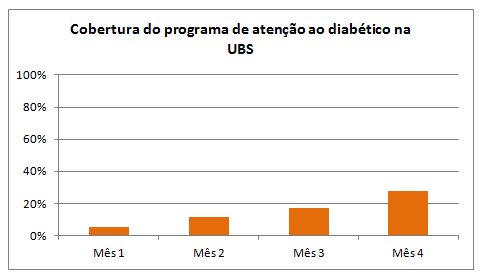 Cobertura do programa de atenção ao diabético na
UBS
100%
80%
60%
40%
20%
0%
Mês 1 Mês 2 Mês 3 Mês 4